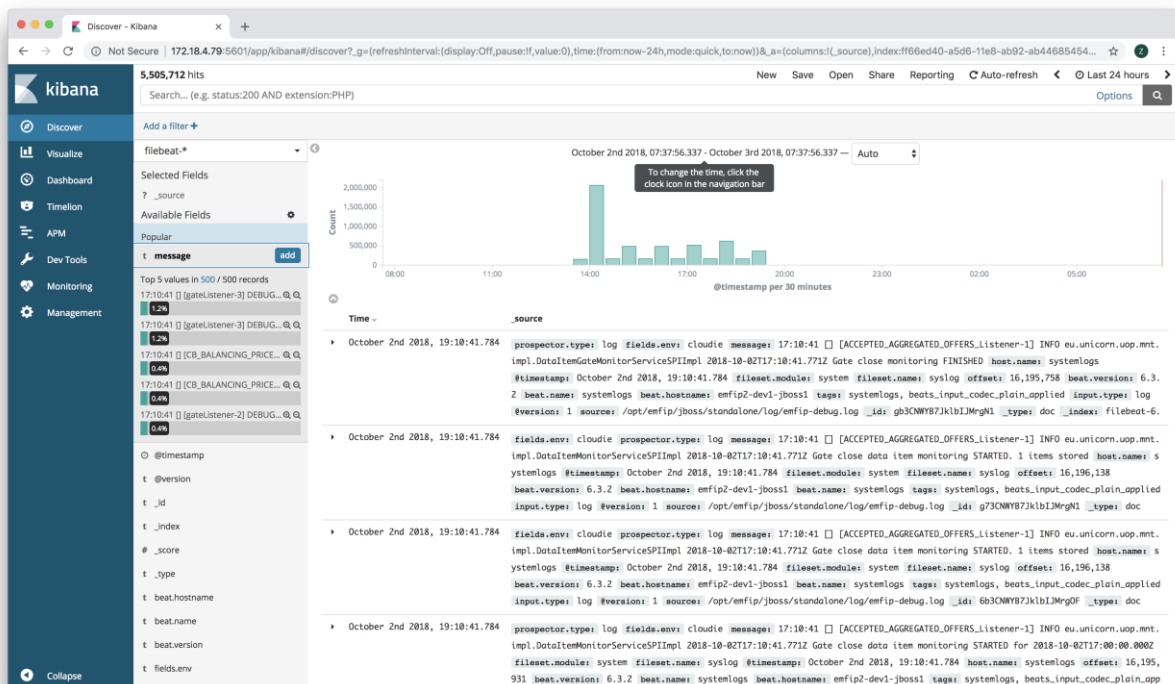 Discover - Kibana
Not Secure | 172.18.4.79:5601/app/kibana#/discover?_g=(refreshInterval:(display:Off,pause:!f,value:0),time:(from:now-24h,mode:quick,to:now))&_a=(columns:!(_source),index:ff66ed40-a5d6-11e8-ab92-ab44685454...
Z
kibana
Discover
Visualize
Dashboard
Timelion
APM
Dev Tools
Monitoring
Management
Collapse
5,505,712 hits
New Save Open Share Reporting Auto-refresh Last 24 hours
Search... (e.g. status:200 AND extension:PHP)
Options
Add a filter +
filebeat-*
Selected Fields
? _source
Available Fields
Popular
t message add
Top 5 values in 500 / 500 records
17:10:41 [] [gateListener-3] DEBUG...
1.2%
17:10:41 [] [gateListener-3] DEBUG...
1.2%
17:10:41 [] [CB_BALANCING_PRICE...
0.4%
17:10:41 [] [CB_BALANCING_PRICE...
0.4%
17:10:41 [] [gateListener-2] DEBUG...
0.4%
@timestamp
t @version
t _id
t _index
# _score
t _type
t beat.hostname
t beat.name
t beat.version
t fields.env
October 2nd 2018, 07:37:56.337 - October 3rd 2018, 07:37:56.337 — Auto
To change the time, click the
clock icon in the navigation bar
Count
2,000,000
1,500,000
1,000,000
500,000
0
08:00 11:00 14:00 17:00 20:00 23:00 02:00 05:00
@timestamp per 30 minutes
Time _source
October 2nd 2018, 19:10:41.784 prospector.type: log fields.env: cloudie message: 17:10:41 [] [ACCEPTED_AGGREGATED_OFFERS_Listener-1] INFO eu.unicorn.uop.mnt.
impl.DataItemGateMonitorServiceSPIImpl 2018-10-02T17:10:41.771Z Gate close monitoring FINISHED host.name: systemlogs
@timestamp: October 2nd 2018, 19:10:41.784 fileset.module: system fileset.name: syslog offset: 16,195,758 beat.version: 6.3.
2 beat.name: systemlogs beat.hostname: emfip2-dev1-jboss1 tags: systemlogs, beats_input_codec_plain_applied input.type: log
@version: 1 source: /opt/emfip/jboss/standalone/log/emfip-debug.log _id: gb3CNWYB7JklbIJMrgN1 _type: doc _index: filebeat-6.
October 2nd 2018, 19:10:41.784 fields.env: cloudie prospector.type: log message: 17:10:41 [] [ACCEPTED_AGGREGATED_OFFERS_Listener-1] INFO eu.unicorn.uop.mnt.
impl.DataItemMonitorServiceSPIImpl 2018-10-02T17:10:41.771Z Gate close data item monitoring STARTED. 1 items stored host.name: s
ystemlogs @timestamp: October 2nd 2018, 19:10:41.784 fileset.module: system fileset.name: syslog offset: 16,196,138
beat.version: 6.3.2 beat.hostname: emfip2-dev1-jboss1 beat.name: systemlogs tags: systemlogs, beats_input_codec_plain_applied
input.type: log @version: 1 source: /opt/emfip/jboss/standalone/log/emfip-debug.log _id: g73CNWYB7JklbIJMrgN1 _type: doc
October 2nd 2018, 19:10:41.784 fields.env: cloudie prospector.type: log message: 17:10:41 [] [ACCEPTED_AGGREGATED_OFFERS_Listener-1] INFO eu.unicorn.uop.mnt.
impl.DataItemMonitorServiceSPIImpl 2018-10-02T17:10:41.771Z Gate close data item monitoring STARTED. 1 items stored host.name: s
ystemlogs @timestamp: October 2nd 2018, 19:10:41.784 fileset.module: system fileset.name: syslog offset: 16,196,138
beat.version: 6.3.2 beat.hostname: emfip2-dev1-jboss1 beat.name: systemlogs tags: systemlogs, beats_input_codec_plain_applied
input.type: log @version: 1 source: /opt/emfip/jboss/standalone/log/emfip-debug.log _id: 6b3CNWYB7JklbIJMrgOF _type: doc
October 2nd 2018, 19:10:41.784 prospector.type: log fields.env: cloudie message: 17:10:41 [] [ACCEPTED_AGGREGATED_OFFERS_Listener-1] INFO eu.unicorn.uop.mnt.
impl.DataItemMonitorServiceSPIImpl 2018-10-02T17:10:41.771Z Gate close data item monitoring STARTED for 2018-10-02T17:00:00.000Z
fileset.module: system fileset.name: syslog @timestamp: October 2nd 2018, 19:10:41.784 host.name: systemlogs offset: 16,195,
931 beat.version: 6.3.2 beat.name: systemlogs beat.hostname: emfip2-dev1-jboss1 tags: systemlogs, beats_input_codec_plain_app